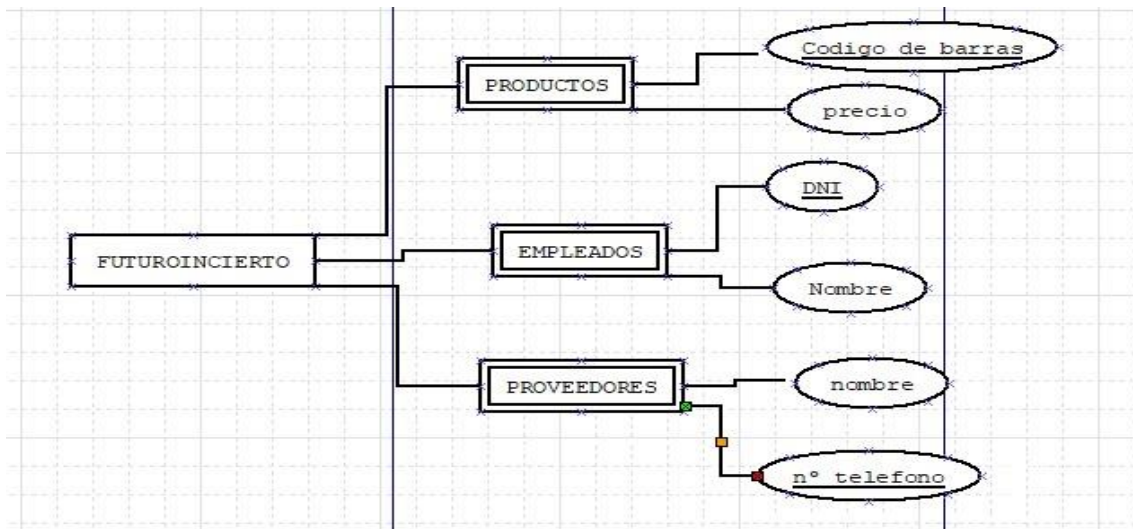 Codigo de barras
PRODUCTOS
precio
DNI
EMPLEADOS
FUTUROINCIERTO
Nombre
PROVEEDORES
nombre
nº telefono